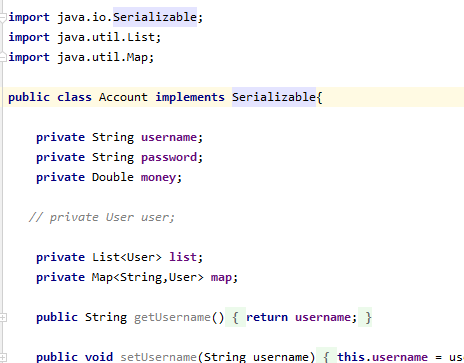 import java.io.Serializable;
import java.util.List;
import java.util.Map;
public class Account implements Serializable{
private String username;
private String password;
private Double money;
// private User user;
private List<User> list;
private Map<String,User> map;
public String getUsername() { return username; }
public void setUsername(String username) { this.username = us